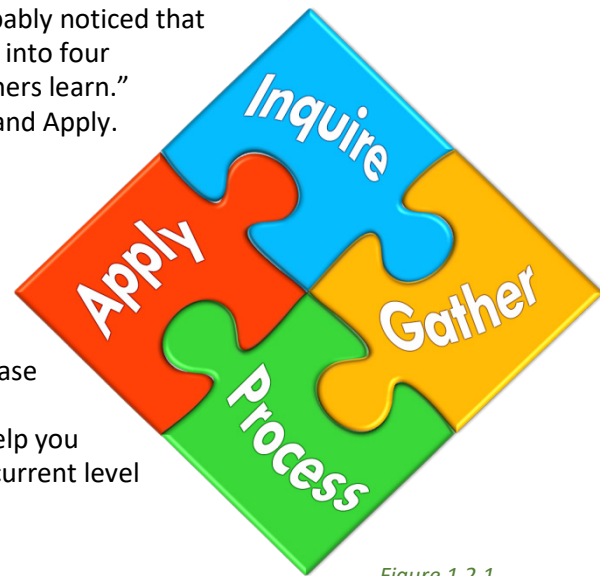 ably noticed that
into four
ners learn.”
and Apply.
Inquire
Apply
Gather
ase
Process
elp you
current level
Figure 1.2.1